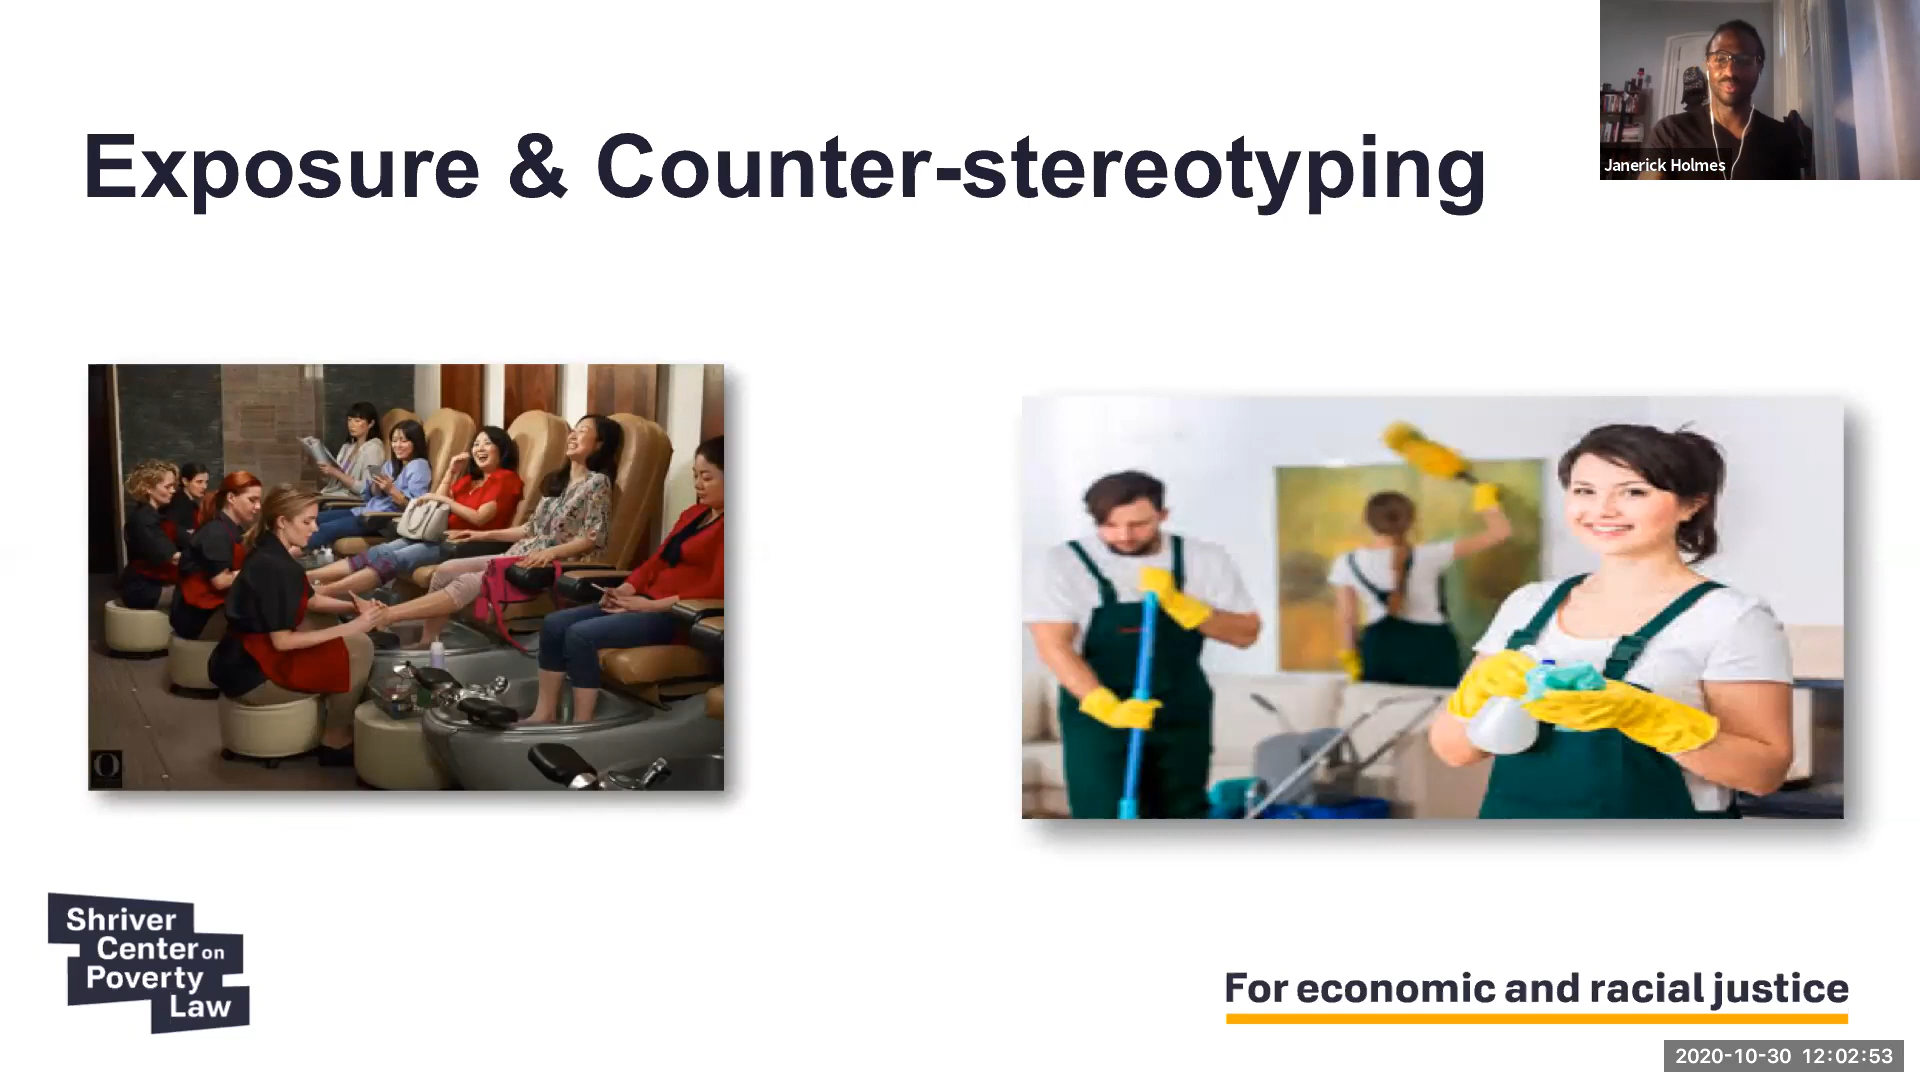 Exposure & Counter-stereotyping
Janerick Holmes
O
Shriver
Center on
Poverty
Law
For economic and racial justice
2020-10-30 12:02:53